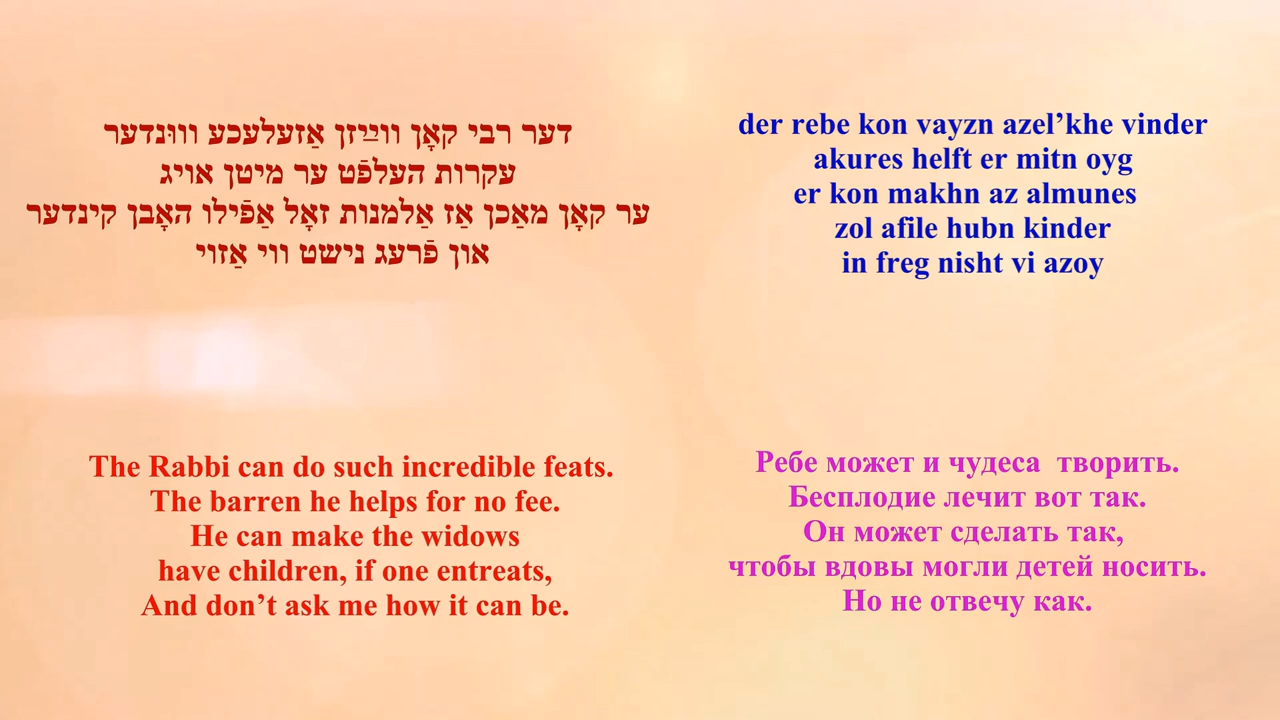 דער רבי קאָן ווײַזן אַזעלעכע ווּנדער
עקרות העלפֿט ער מיטן אויג
ער קאָן מאַכן אַז אַלמנות זאָל אַפֿילו האָבן קינדער
און פֿרעג נישט ווי אַזוי
der rebe kon vayzn azel’khe vinder
akures helft er mitn oyg
er kon makhn az almunes
zol afile hubn kinder
in freg nisht vi azoy
The Rabbi can do such incredible feats.
The barren he helps for no fee.
He can make the widows
have children, if one entreats,
And don’t ask me how it can be.
Ребе может и чудеса  творить.
Бесплодие лечит вот так.
Он может сделать так,
чтобы вдовы могли детей носить.
Но не отвечу как.